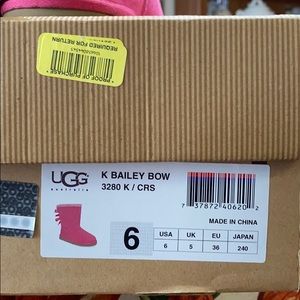 REQUIRED FOR RETURN
* PROOF OF PURCHASE *
UGG
australia
K BAILEY BOW
3280 K / CRS
7 37872 40620 2
MADE IN CHINA
6
USA UK EU JAPAN
6 5 36 240